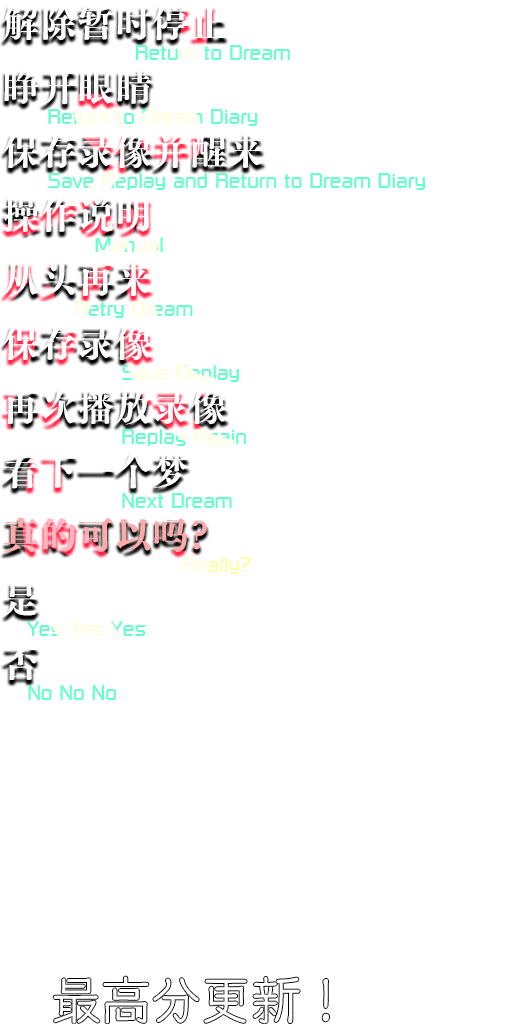 解除暂时停止
Return to Dream
睁开眼睛
Return to Dream Diary
保存录像并醒来
Save Replay and Return to Dream Diary
操作说明
Manual
从头再来
Retry Dream
保存录像
Save Replay
再次播放录像
Replay Again
看下一个梦
Next Dream
真的可以吗?
Really?
是
Yes Yes Yes
否
No No No
最高分更新！